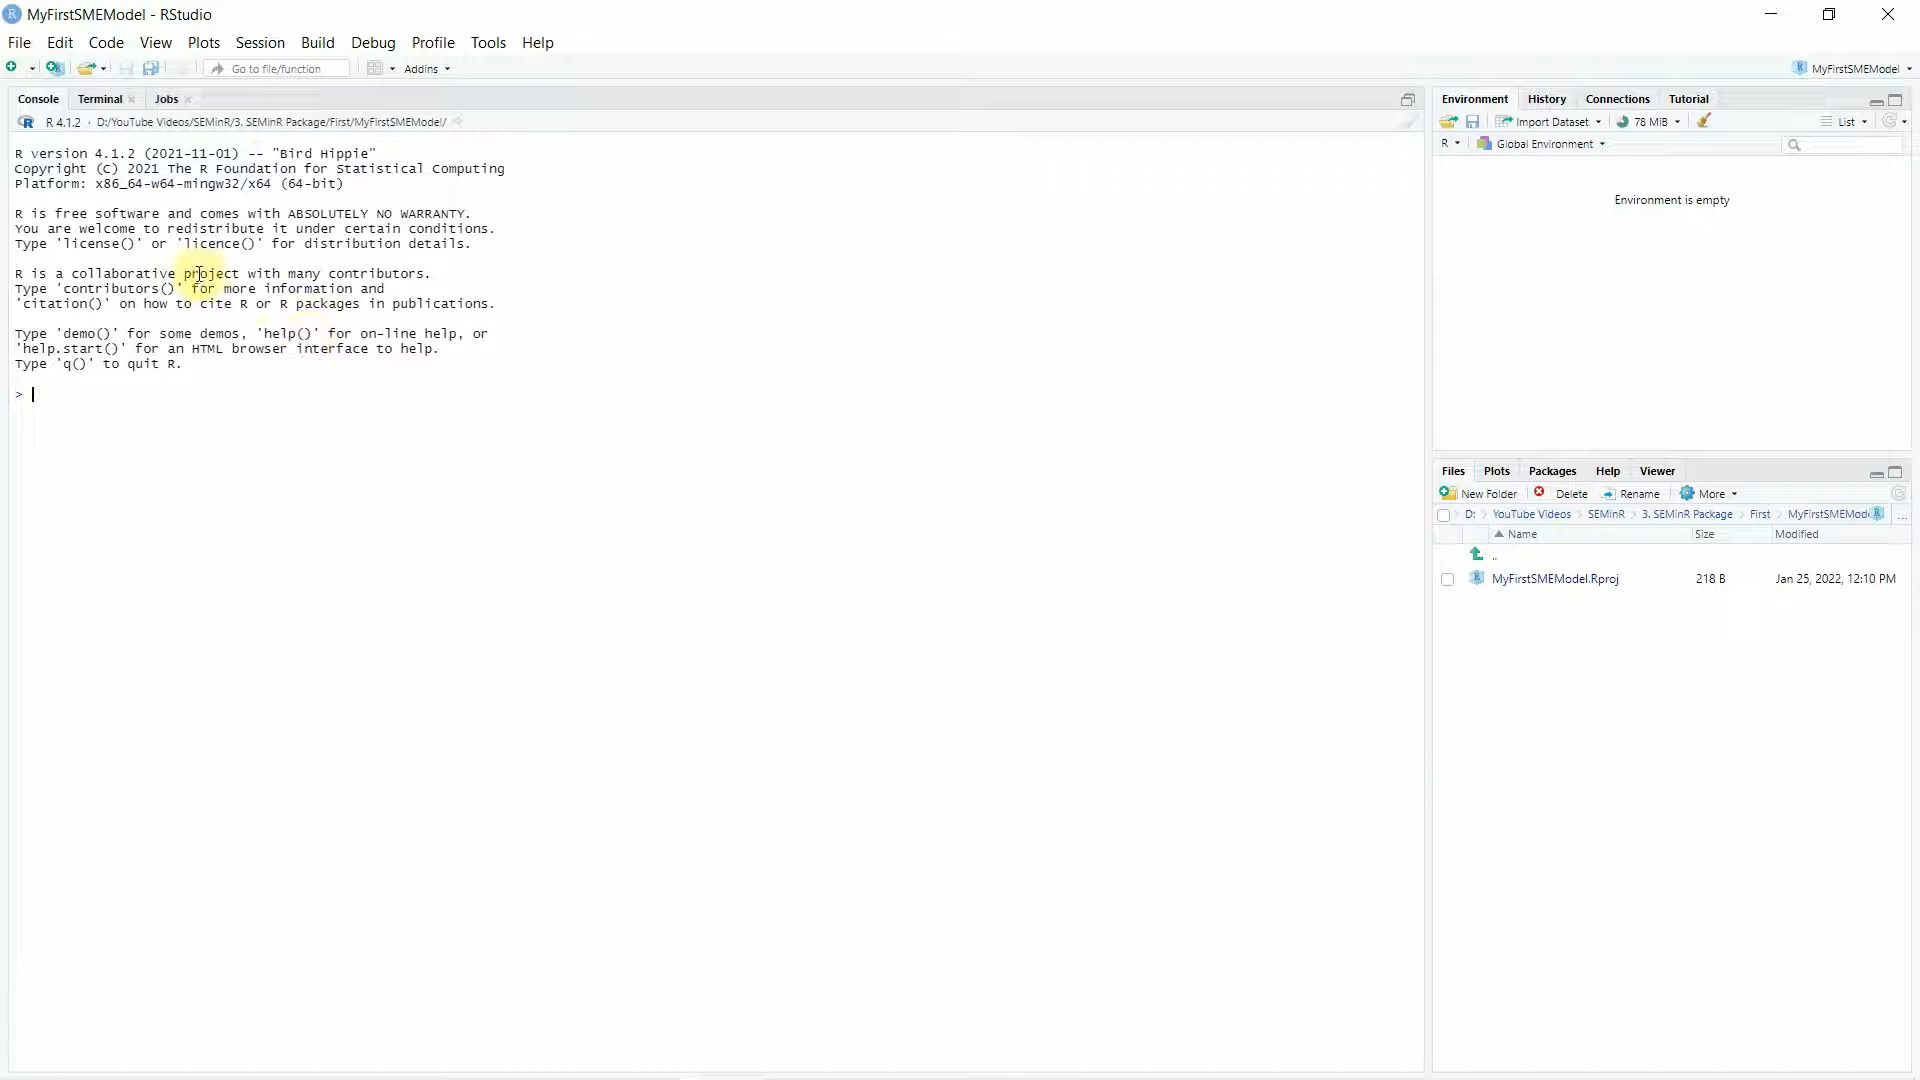 MyFirstSMEModel - RStudio
File Edit Code View Plots Session Build Debug Profile Tools Help
Go to file/function Addins MyFirstSMEModel
Console Terminal Jobs
R 4.1.2 · D:/YouTube Videos/SEMinR/3. SEMinR Package/First/MyFirstSMEModel/
R version 4.1.2 (2021-11-01) -- "Bird Hippie"
Copyright (C) 2021 The R Foundation for Statistical Computing
Platform: x86_64-w64-mingw32/x64 (64-bit)
R is free software and comes with ABSOLUTELY NO WARRANTY.
You are welcome to redistribute it under certain conditions.
Type 'license()' or 'licence()' for distribution details.
R is a collaborative project with many contributors.
Type 'contributors()' for more information and
'citation()' on how to cite R or R packages in publications.
Type 'demo()' for some demos, 'help()' for on-line help, or
'help.start()' for an HTML browser interface to help.
Type 'q()' to quit R.
>
Environment History Connections Tutorial
Import Dataset 78 MiB List
R Global Environment
Environment is empty
Files Plots Packages Help Viewer
New Folder Delete Rename More
D: YouTube Videos SEMinR 3. SEMinR Package First MyFirstSMEMod ...
Name Size Modified
..
MyFirstSMEModel.Rproj 218 B Jan 25, 2022, 12:10 PM